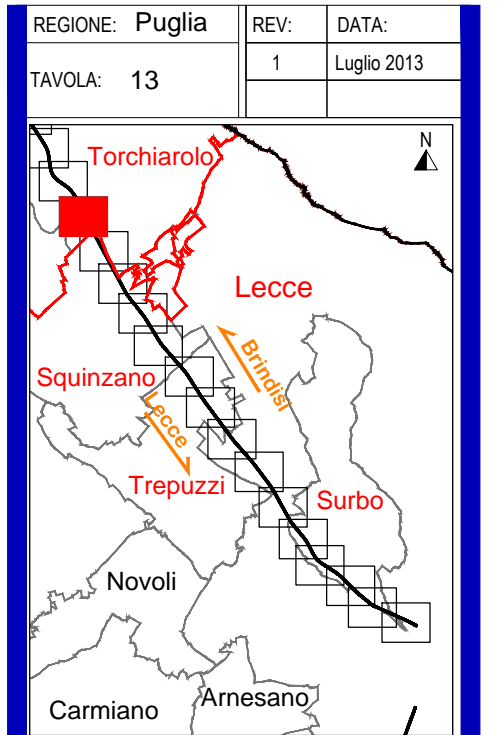 REGIONE: Puglia
REV:
DATA:
1
Luglio 2013
TAVOLA: 13
N
Torchiarolo
Lecce
Brindisi
Squinzano
Lecce
Trepuzzi
Surbo
Novoli
Arnesano
Carmiano